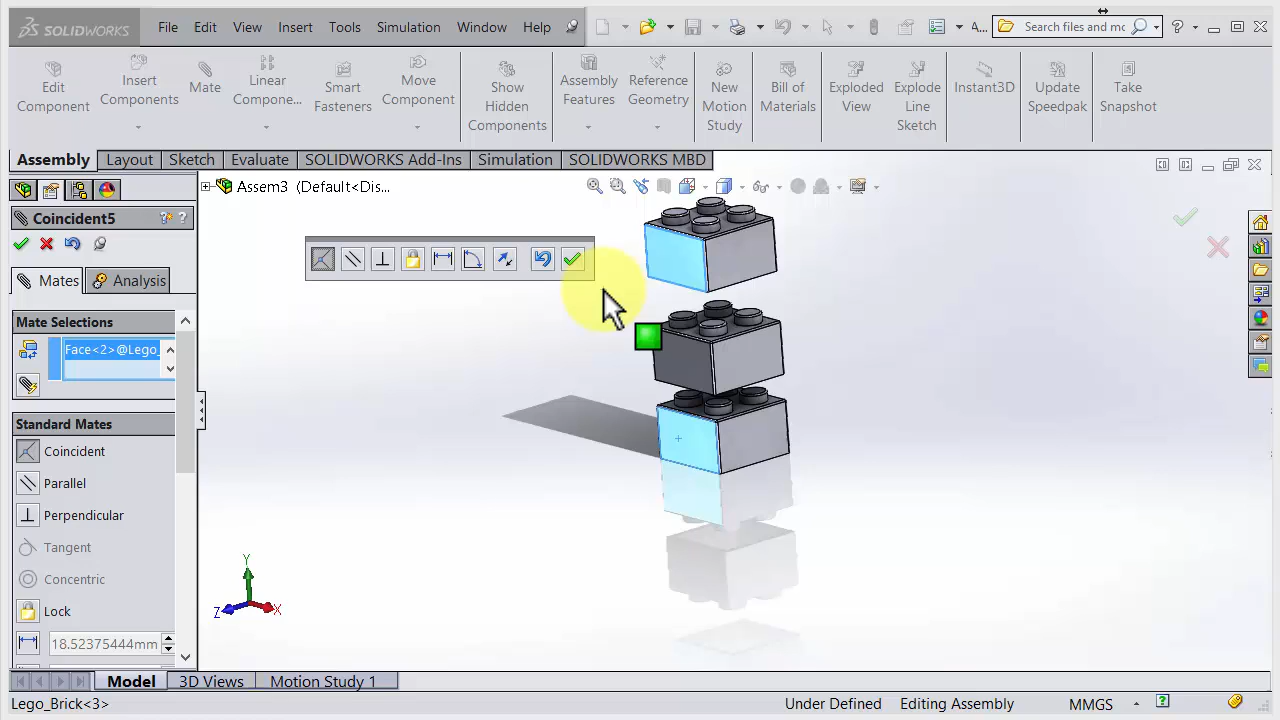 SOLIDWORKS File Edit View Insert Tools Simulation Window Help A... Search files and mc
Edit Component
Insert Components
Mate
Linear Compone...
Smart Fasteners
Move Component
Show Hidden Components
Assembly Features
Reference Geometry
New Motion Study
Bill of Materials
Exploded View
Explode Line Sketch
Instant3D
Update Speedpak
Take Snapshot
Assembly Layout Sketch Evaluate SOLIDWORKS Add-Ins Simulation SOLIDWORKS MBD
Assem3 (Default<Dis...
Coincident5
Mates Analysis
Mate Selections
Face<2>@Lego_
Standard Mates
Coincident
Parallel
Perpendicular
Tangent
Concentric
Lock
18.52375444mm
Y
Z X
Model 3D Views Motion Study 1
Lego_Brick<3> Under Defined Editing Assembly MMGS